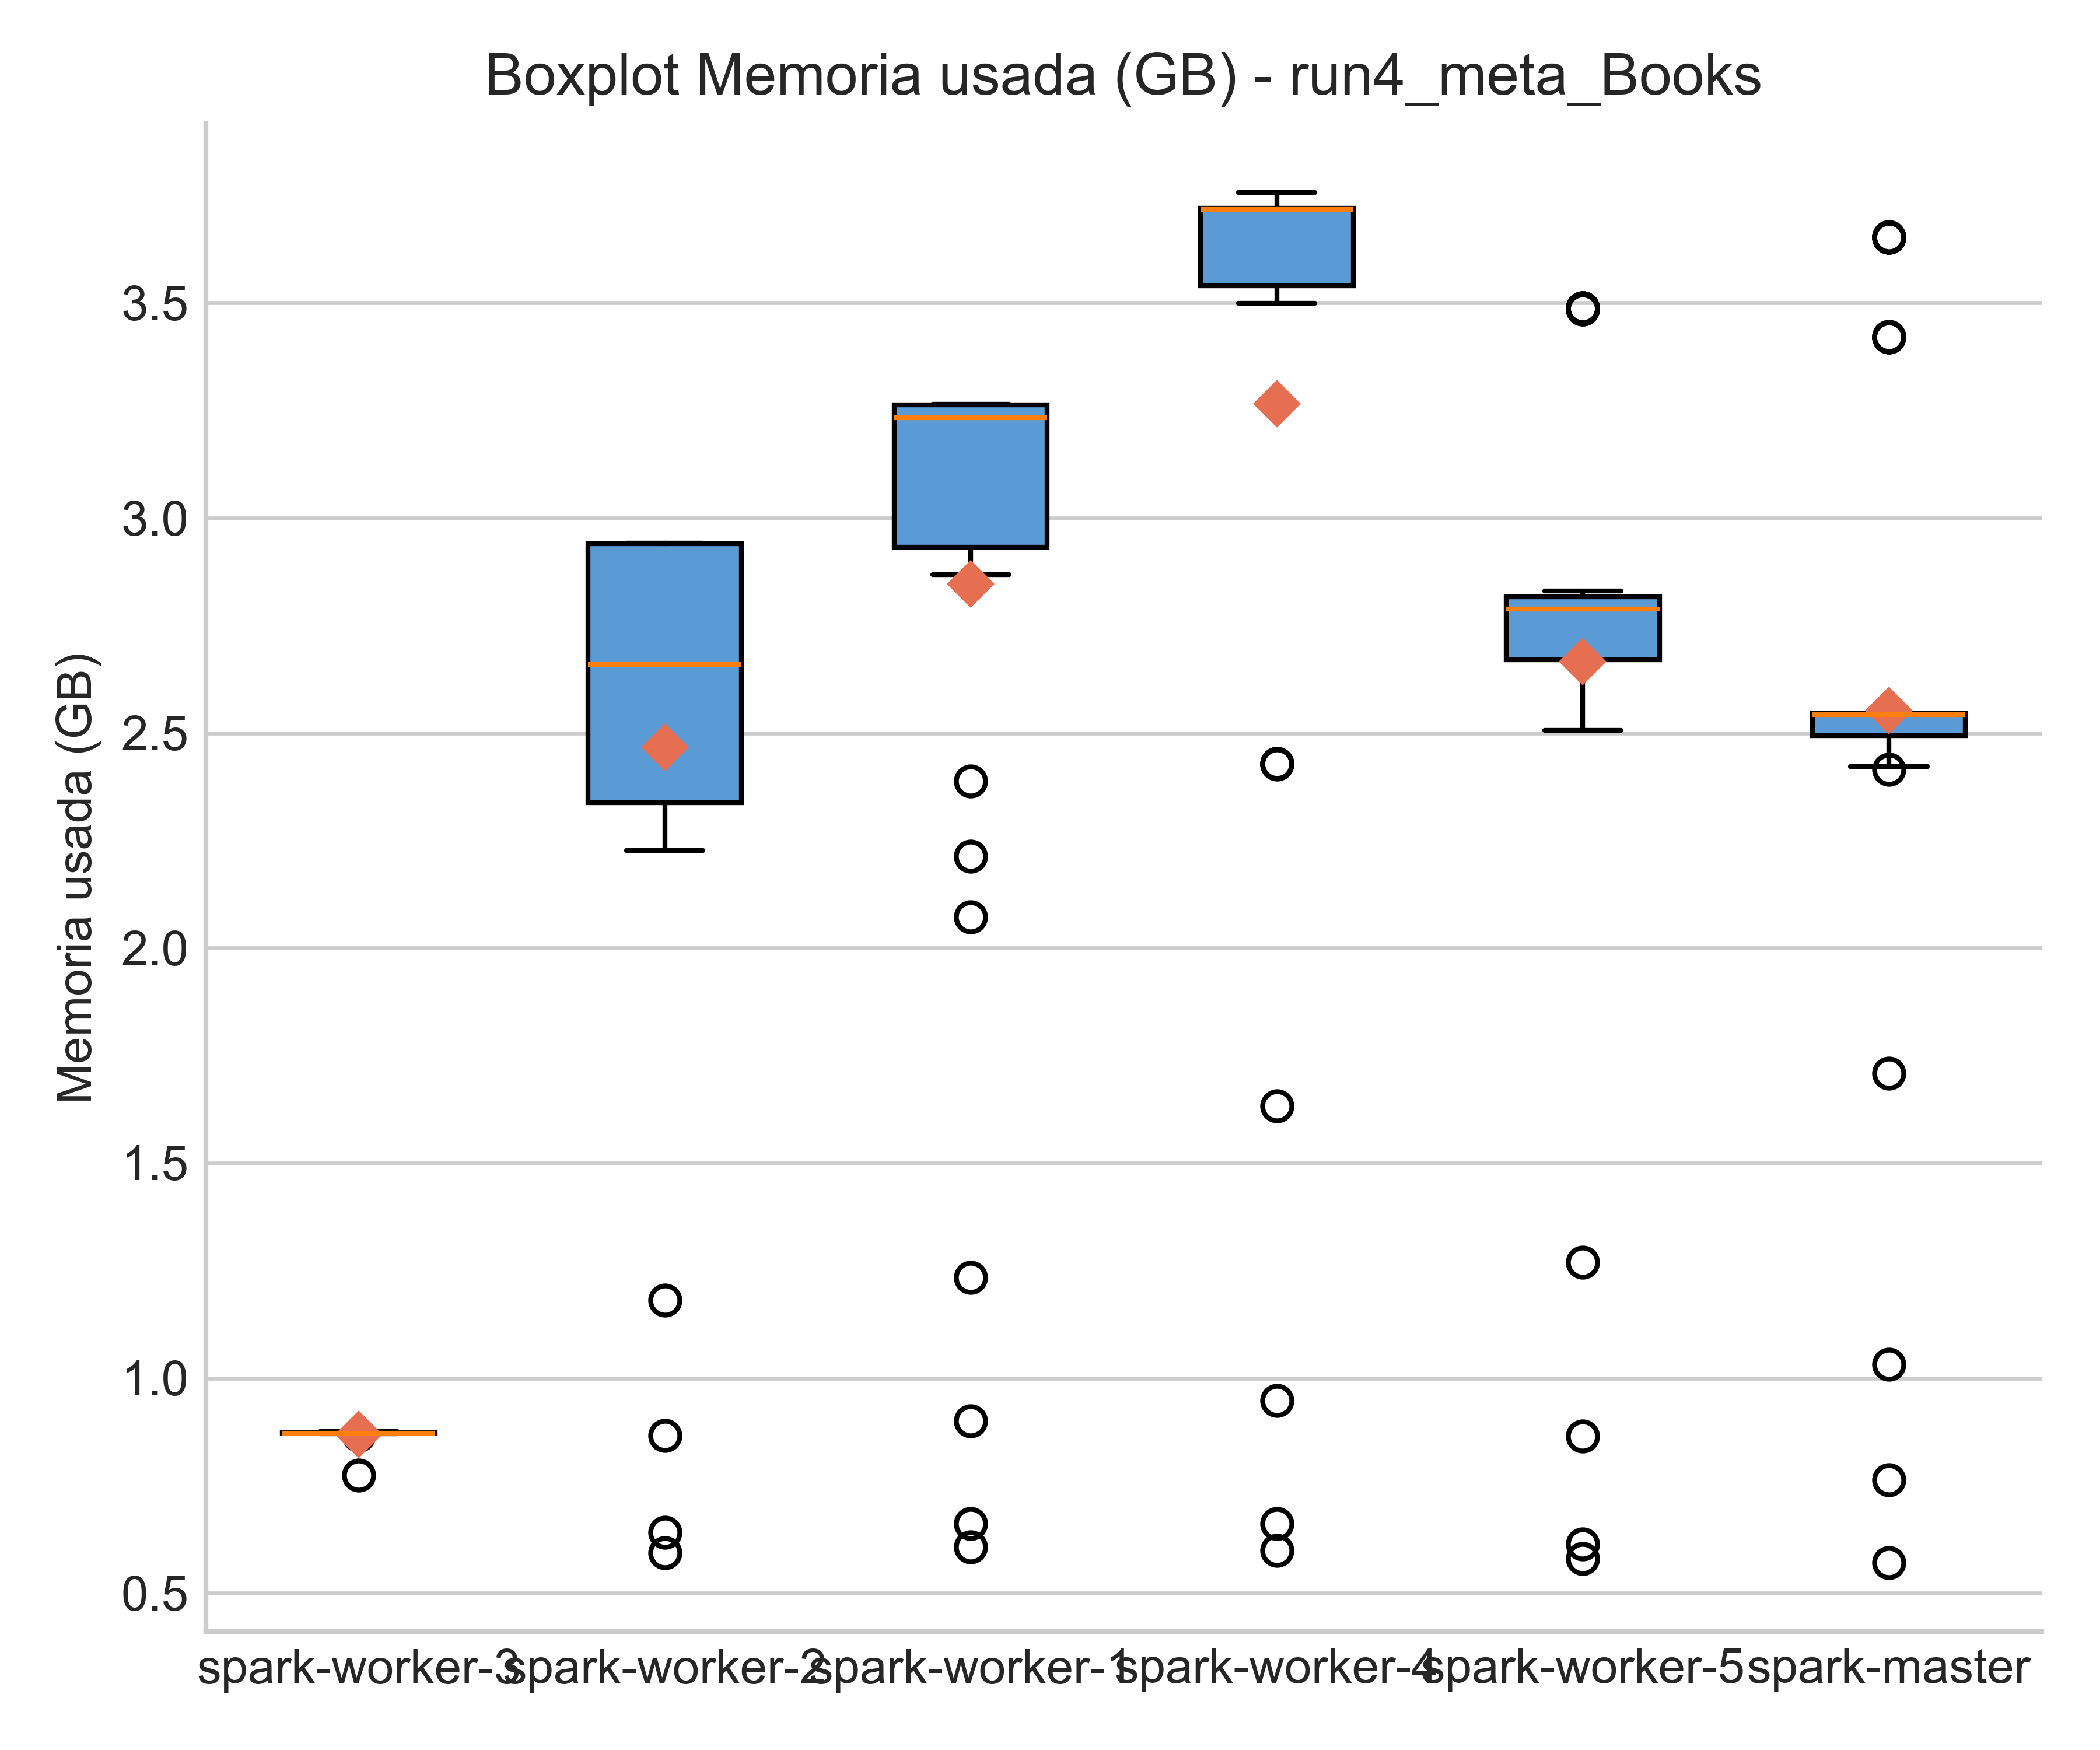 Boxplot Memoria usada (GB) - run4_meta_Books
Memoria usada (GB)
3.5
3.0
2.5
2.0
1.5
1.0
0.5
spark-worker-3 spark-worker-2 spark-worker-1 spark-worker-4 spark-worker-5 spark-master